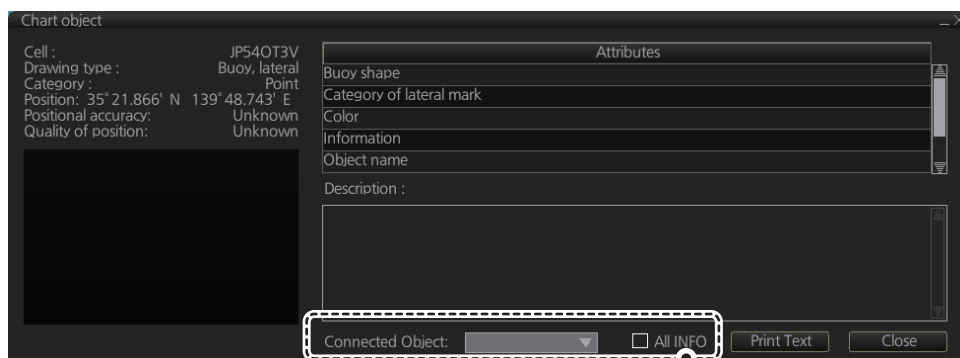 Chart object
Cell : JP54OT3V
Drawing type : Buoy, lateral
Category : Point
Position: 35°21.866' N 139°48.743' E
Positional accuracy: Unknown
Quality of position: Unknown
Attributes
Buoy shape
Category of lateral mark
Color
Information
Object name
Description :
Connected Object:
All INFO
Print Text
Close